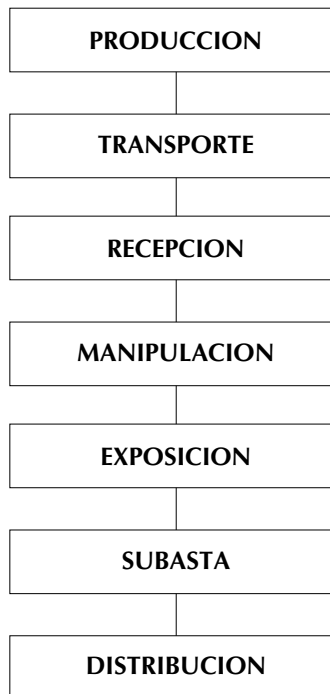 PRODUCCION
TRANSPORTE
RECEPCION
MANIPULACION
EXPOSICION
SUBASTA
DISTRIBUCION